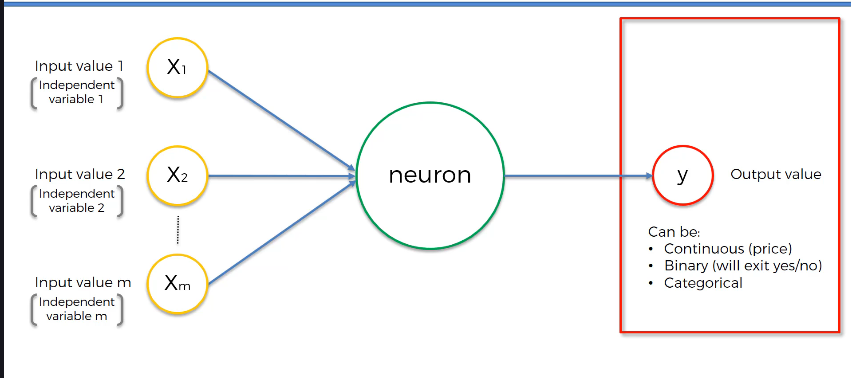 Input value 1
Independent
variable 1
X1
Input value 2
Independent
variable 2
X2
Input value m
Independent
variable m
Xm
neuron
y
Output value
Can be:
• Continuous (price)
• Binary (will exit yes/no)
• Categorical